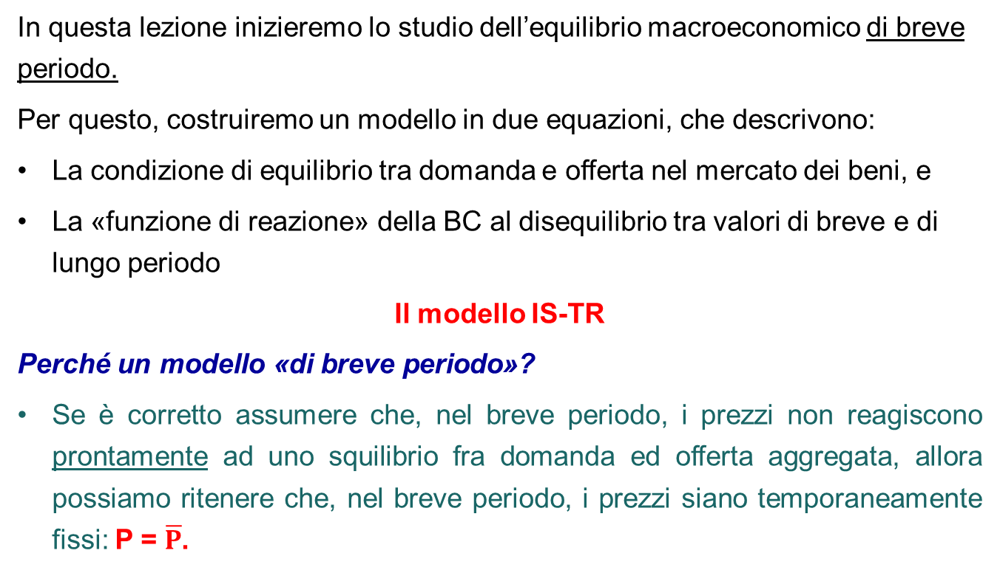 In questa lezione inizieremo lo studio dell’equilibrio macroeconomico di breve
periodo.
Per questo, costruiremo un modello in due equazioni, che descrivono:
• La condizione di equilibrio tra domanda e offerta nel mercato dei beni, e
• La «funzione di reazione» della BC al disequilibrio tra valori di breve e di
lungo periodo
Il modello IS-TR
Perché un modello «di breve periodo»?
• Se è corretto assumere che, nel breve periodo, i prezzi non reagiscono
prontamente ad uno squilibrio fra domanda ed offerta aggregata, allora
possiamo ritenere che, nel breve periodo, i prezzi siano temporaneamente
fissi: P = P̅.